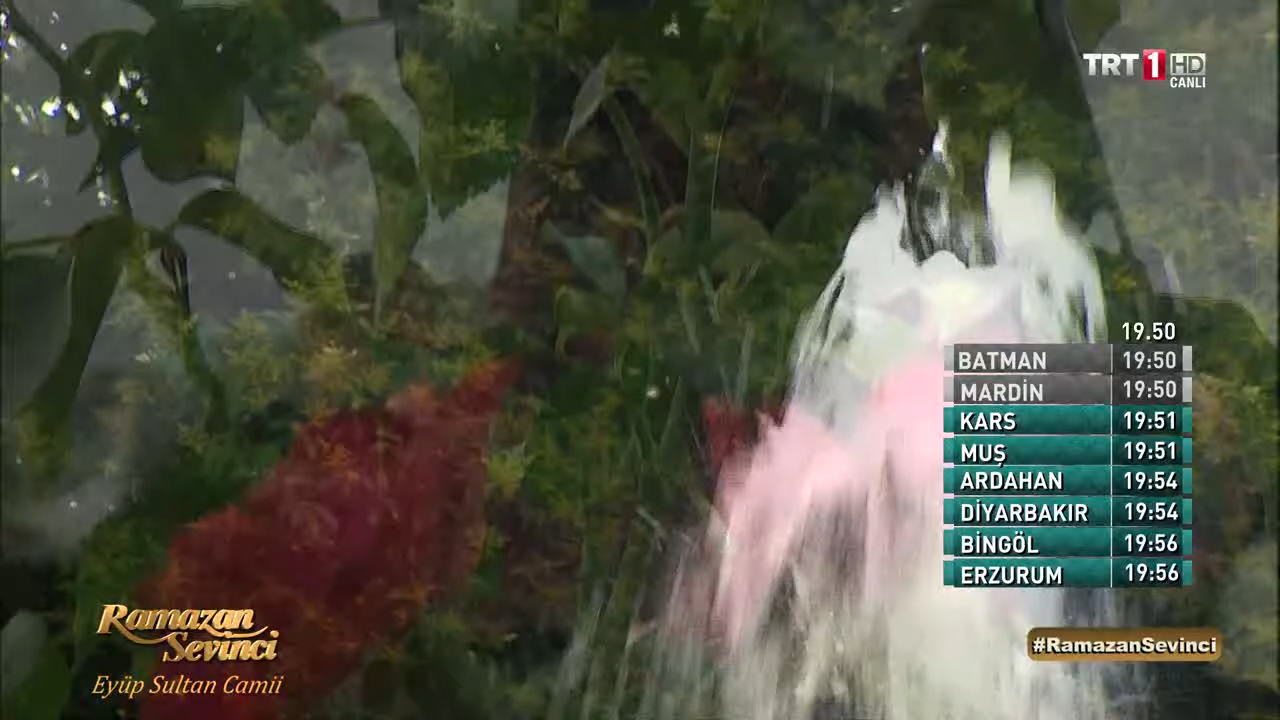 TRT 1 HD
CANLI
19.50
BATMAN 19:50
MARDİN 19:50
KARS 19:51
MUŞ 19:51
ARDAHAN 19:54
DİYARBAKIR 19:54
BİNGÖL 19:56
ERZURUM 19:56
Ramazan
Sevinci
Eyüp Sultan Camii
#RamazanSevinci